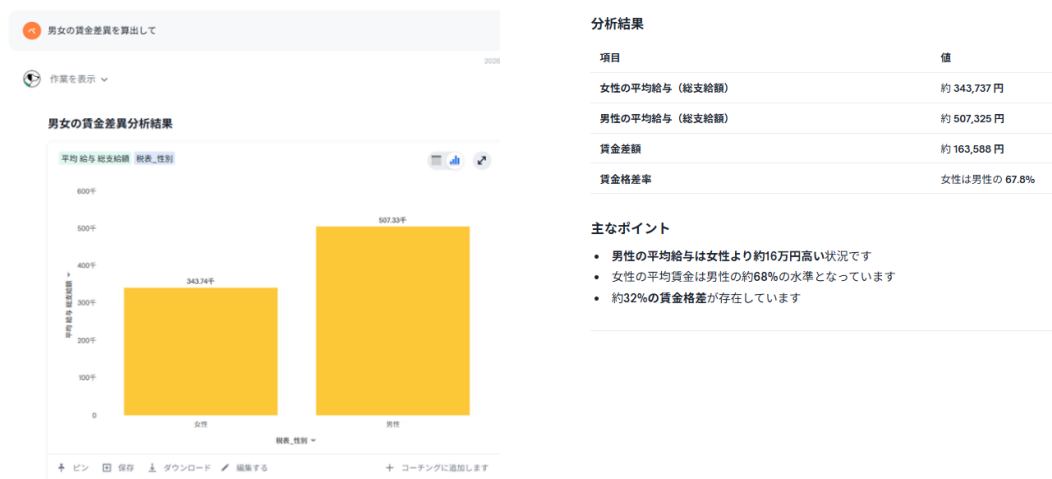 ペ 男女の賃金差異を算出して
作業を表示
男女の賃金差異分析結果
平均 給与 総支給額 税表_性別
600千
500千
400千
300千
200千
100千
0
平均 給与 総支給額
343.74千
507.33千
女性 男性
税表_性別
ピン 保存 ダウンロード 編集する + コーチングに追加します
分析結果
項目 値
女性の平均給与（総支給額） 約 343,737 円
男性の平均給与（総支給額） 約 507,325 円
賃金差額 約 163,588 円
賃金格差率 女性は男性の 67.8%
主なポイント
• 男性の平均給与は女性より約16万円高い状況です
• 女性の平均賃金は男性の約68%の水準となっています
• 約32%の賃金格差が存在しています